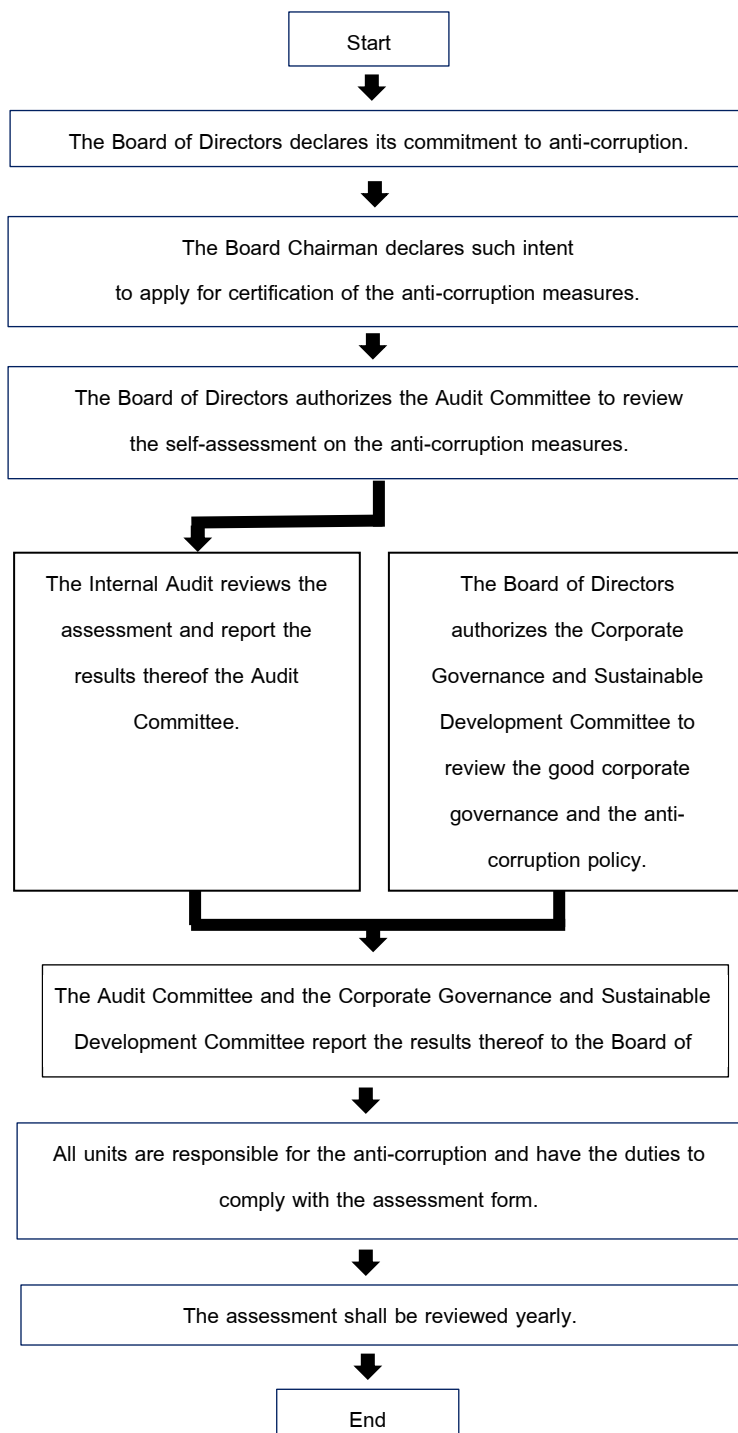 Start
The Board of Directors declares its commitment to anti-corruption.
The Board Chairman declares such intent
to apply for certification of the anti-corruption measures.
The Board of Directors authorizes the Audit Committee to review
the self-assessment on the anti-corruption measures.
The Internal Audit reviews the
assessment and report the
results thereof the Audit
Committee.
The Board of Directors
authorizes the Corporate
Governance and Sustainable
Development Committee to
review the good corporate
governance and the anti-
corruption policy.
The Audit Committee and the Corporate Governance and Sustainable
Development Committee report the results thereof to the Board of
All units are responsible for the anti-corruption and have the duties to
comply with the assessment form.
The assessment shall be reviewed yearly.
End